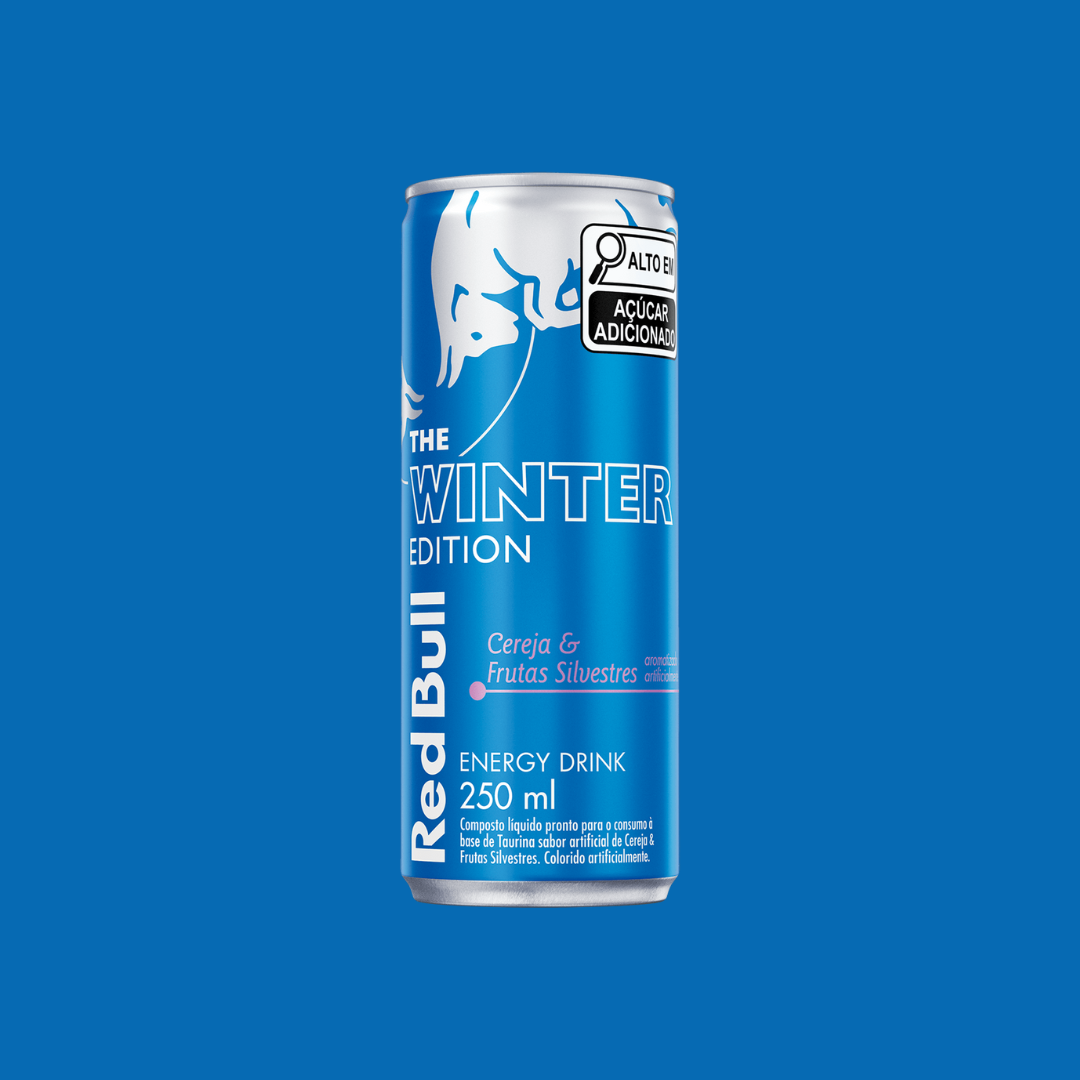 ALTO EM
AÇÚCAR
ADICIONADO
THE
WINTER
EDITION
Red Bull
Cereja &
Frutas Silvestres
ENERGY DRINK
250 ml
Composto líquido pronto para o consumo à
base de Taurina sabor artificial de Cereja &
Frutas Silvestres. Colorido artificialmente.